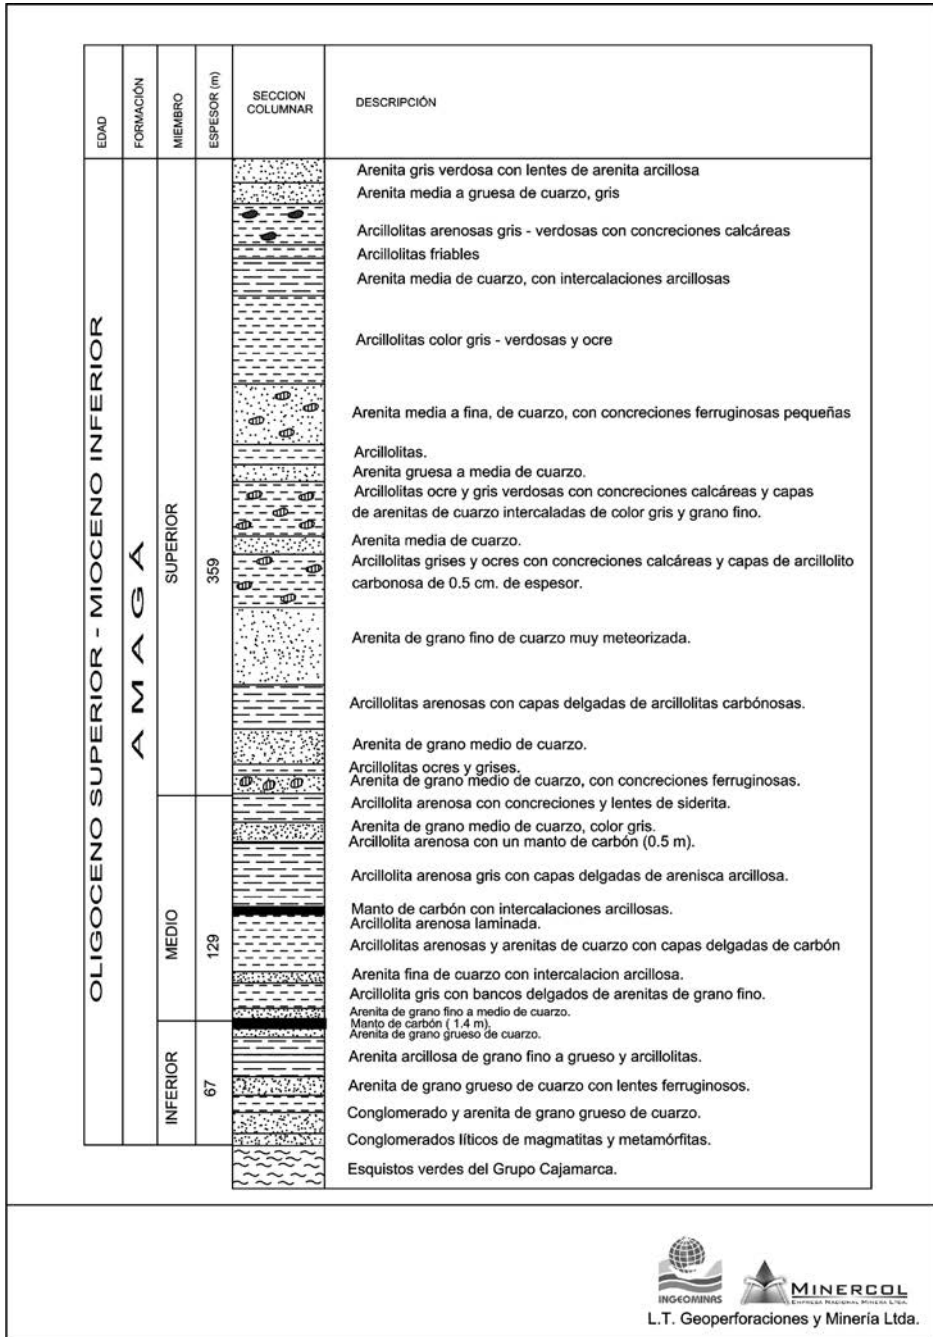 EDAD
FORMACIÓN
MIEMBRO
ESPESOR (m)
SECCION
COLUMNAR
DESCRIPCIÓN
OLIGOCENO SUPERIOR - MIOCENO INFERIOR
AMAGA
SUPERIOR
359
MEDIO
129
INFERIOR
67
Arenita gris verdosa con lentes de arenita arcillosa
Arenita media a gruesa de cuarzo, gris
Arcillolitas arenosas gris - verdosas con concreciones calcáreas
Arcillolitas friables
Arenita media de cuarzo, con intercalaciones arcillosas
Arcillolitas color gris - verdosas y ocre
Arenita media a fina, de cuarzo, con concreciones ferruginosas pequeñas
Arcillolitas.
Arenita gruesa a media de cuarzo.
Arcillolitas ocre y gris verdosas con concreciones calcáreas y capas
de arenitas de cuarzo intercaladas de color gris y grano fino.
Arenita media de cuarzo.
Arcillolitas grises y ocres con concreciones calcáreas y capas de arcillolito
carbonosa de 0.5 cm. de espesor.
Arenita de grano fino de cuarzo muy meteorizada.
Arcillolitas arenosas con capas delgadas de arcillolitas carbónosas.
Arenita de grano medio de cuarzo.
Arcillolitas ocres y grises.
Arenita de grano medio de cuarzo, con concreciones ferruginosas.
Arcillolita arenosa con concreciones y lentes de siderita.
Arenita de grano medio de cuarzo, color gris.
Arcillolita arenosa con un manto de carbón (0.5 m).
Arcillolita arenosa gris con capas delgadas de arenisca arcillosa.
Manto de carbón con intercalaciones arcillosas.
Arcillolita arenosa laminada.
Arcillolitas arenosas y arenitas de cuarzo con capas delgadas de carbón
Arenita fina de cuarzo con intercalacion arcillosa.
Arcillolita gris con bancos delgados de arenitas de grano fino.
Arenita de grano fino a medio de cuarzo.
Manto de carbón ( 1.4 m).
Arenita de grano grueso de cuarzo.
Arenita arcillosa de grano fino a grueso y arcillolitas.
Arenita de grano grueso de cuarzo con lentes ferruginosos.
Conglomerado y arenita de grano grueso de cuarzo.
Conglomerados líticos de magmatitas y metamórfitas.
Esquistos verdes del Grupo Cajamarca.
INGEOMINAS
MINERCOL
EMPRESA NACIONAL MINERA LTDA.
L.T. Geoperforaciones y Minería Ltda.